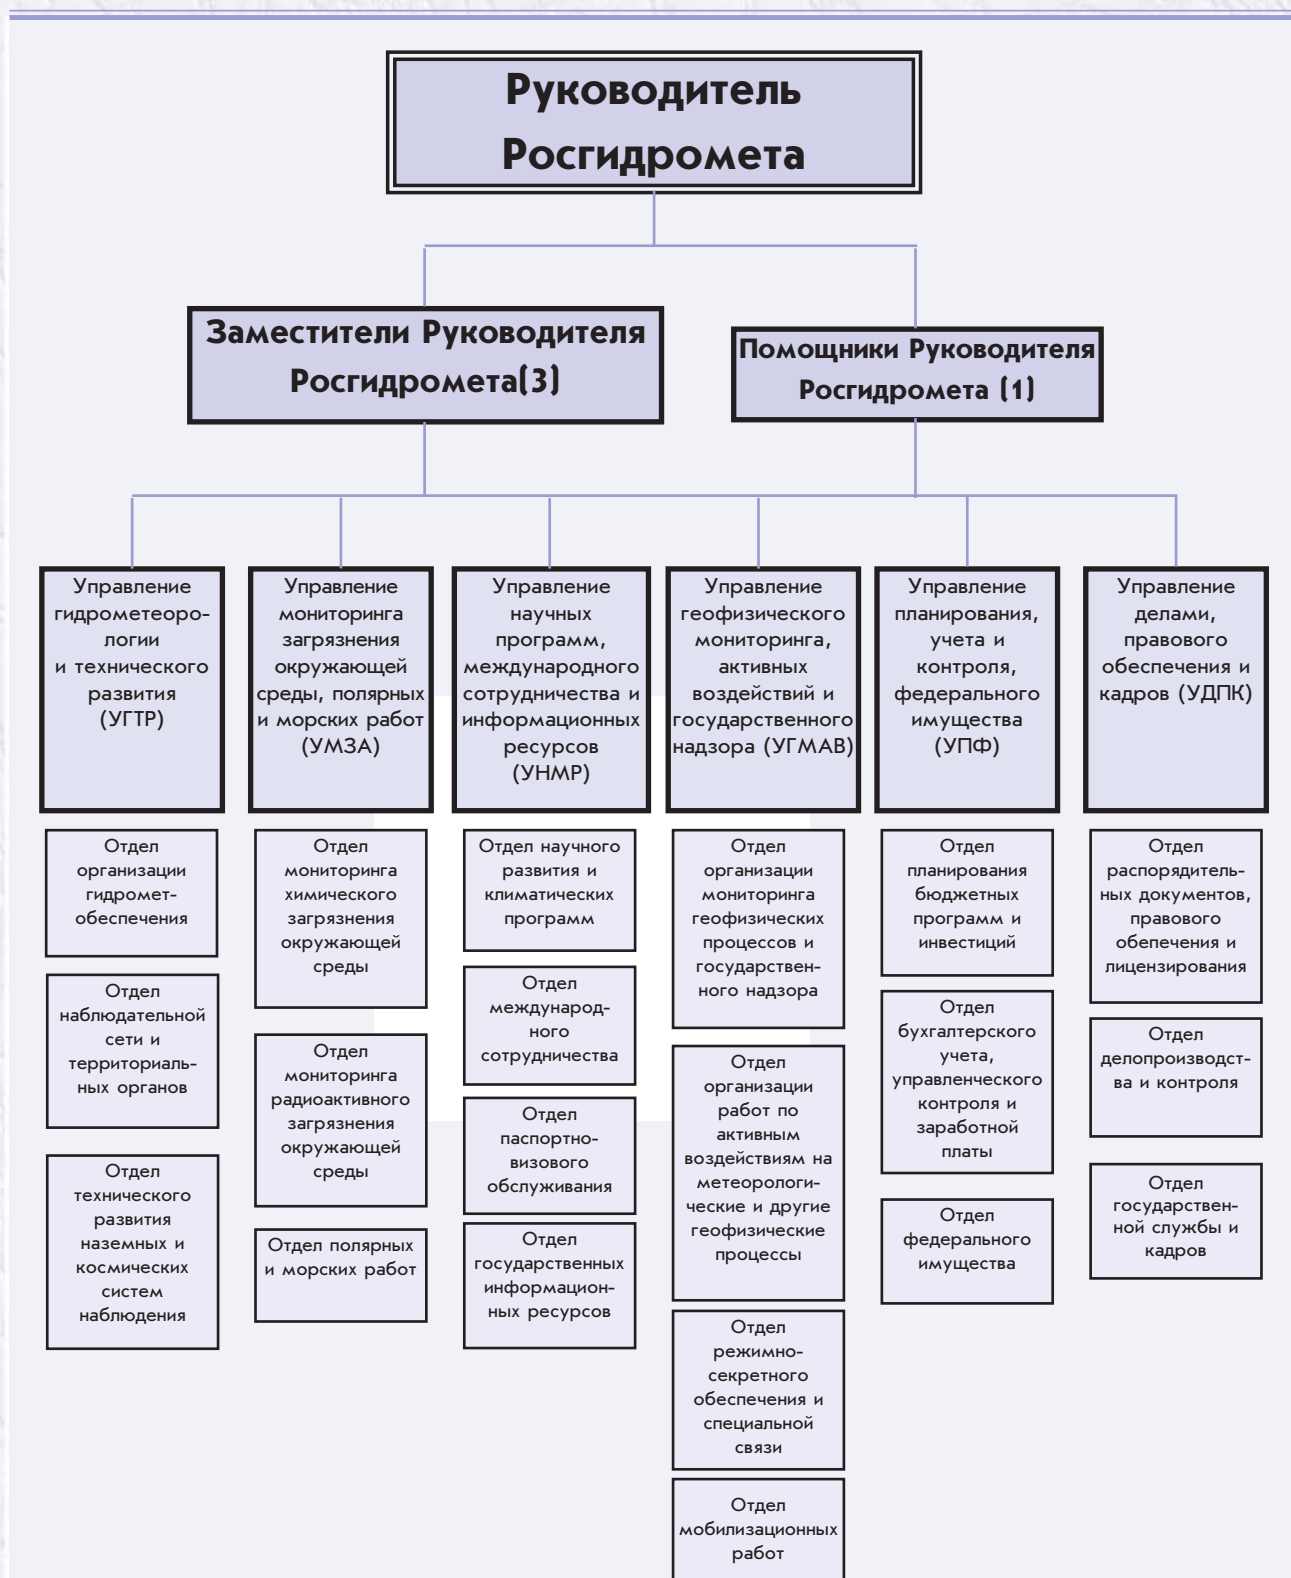 Руководитель
Росгидромета
Заместители Руководителя
Росгидромета(3)
Помощники Руководителя
Росгидромета (1)
Управление
гидрометеоро-
логии
и технического
развития
(УГТР)
Управление
мониторинга
загрязнения
окружающей
среды, полярных
и морских работ
(УМЗА)
Управление
научных
программ,
международного
сотрудничества и
информационных
ресурсов
(УНМР)
Управление
геофизического
мониторинга,
активных
воздействий и
государственного
надзора (УГМАВ)
Управление
планирования,
учета и
контроля,
федерального
имущества
(УПФ)
Управление
делами,
правового
обеспечения и
кадров (УДПК)
Отдел
организации
гидромет-
обеспечения
Отдел
наблюдательной
сети и
территориаль-
ных органов
Отдел
технического
развития
наземных и
космических
систем
наблюдения
Отдел
мониторинга
химического
загрязнения
окружающей
среды
Отдел
мониторинга
радиоактивного
загрязнения
окружающей
среды
Отдел полярных
и морских работ
Отдел научного
развития и
климатических
программ
Отдел
международ-
ного
сотрудничества
Отдел
паспортно-
визового
обслуживания
Отдел
государственных
информацион-
ных ресурсов
Отдел
организации
мониторинга
геофизических
процессов и
государствен-
ного надзора
Отдел
организации
работ по
активным
воздействиям на
метеорологи-
ческие и другие
геофизические
процессы
Отдел
режимно-
секретного
обеспечения и
специальной
связи
Отдел
мобилизационных
работ
Отдел
планирования
бюджетных
программ и
инвестиций
Отдел
бухгалтерского
учета,
управленческого
контроля и
заработной
платы
Отдел
федерального
имущества
Отдел
распорядитель-
ных документов,
правового
обепечения и
лицензирования
Отдел
делопроизводст-
ва и контроля
Отдел
государствен-
ной службы и
кадров